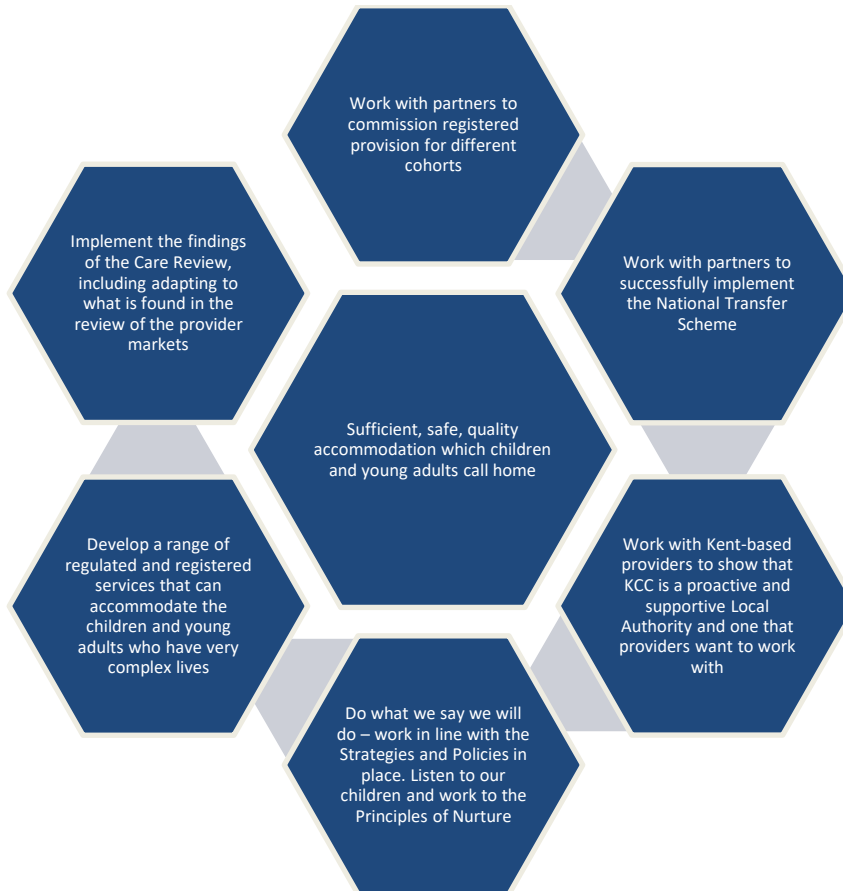 Work with partners to
commission registered
provision for different
cohorts
Implement the findings
of the Care Review,
including adapting to
what is found in the
review of the provider
markets
Work with partners to
successfully implement
the National Transfer
Scheme
Sufficient, safe, quality
accommodation which children
and young adults call home
Develop a range of
regulated and registered
services that can
accommodate the
children and young
adults who have very
complex lives
Work with Kent-based
providers to show that
KCC is a proactive and
supportive Local
Authority and one that
providers want to work
with
Do what we say we will
do – work in line with the
Strategies and Policies in
place. Listen to our
children and work to the
Principles of Nurture